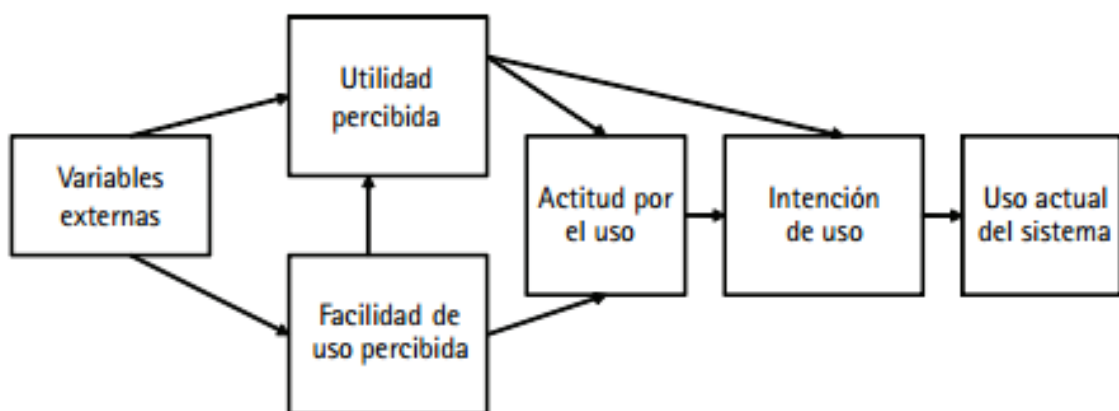 Utilidad
percibida
Variables
externas
Facilidad de
uso percibida
Actitud por
el uso
Intención
de uso
Uso actual
del sistema